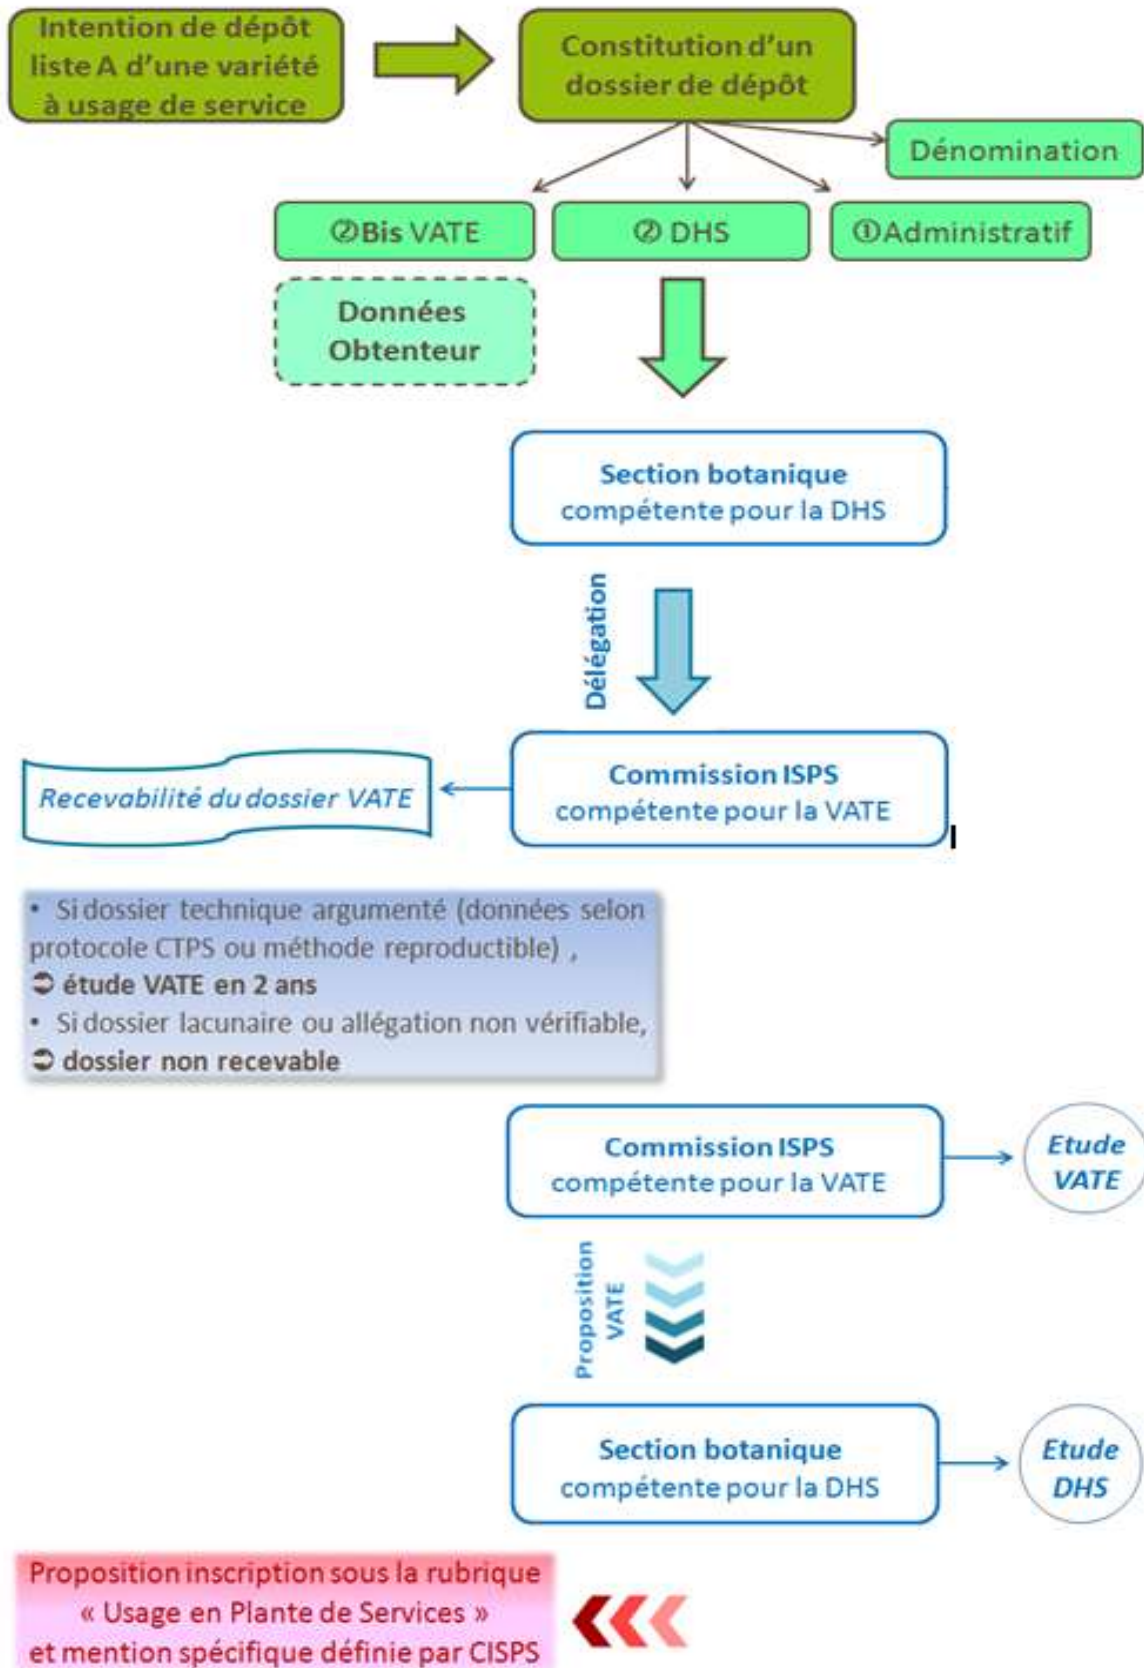 Intention de dépôt
liste A d'une variété
à usage de service
Constitution d'un
dossier de dépôt
Dénomination
②Bis VATE
② DHS
①Administratif
Données
Obtenteur
Section botanique
compétente pour la DHS
Délégation
Commission ISPS
compétente pour la VATE
Recevabilité du dossier VATE
• Si dossier technique argumenté (données selon
protocole CTPS ou méthode reproductible) ,
➲ étude VATE en 2 ans
• Si dossier lacunaire ou allégation non vérifiable,
➲ dossier non recevable
Commission ISPS
compétente pour la VATE
Etude
VATE
Proposition
VATE
Section botanique
compétente pour la DHS
Etude
DHS
Proposition inscription sous la rubrique
« Usage en Plante de Services »
et mention spécifique définie par CISPS